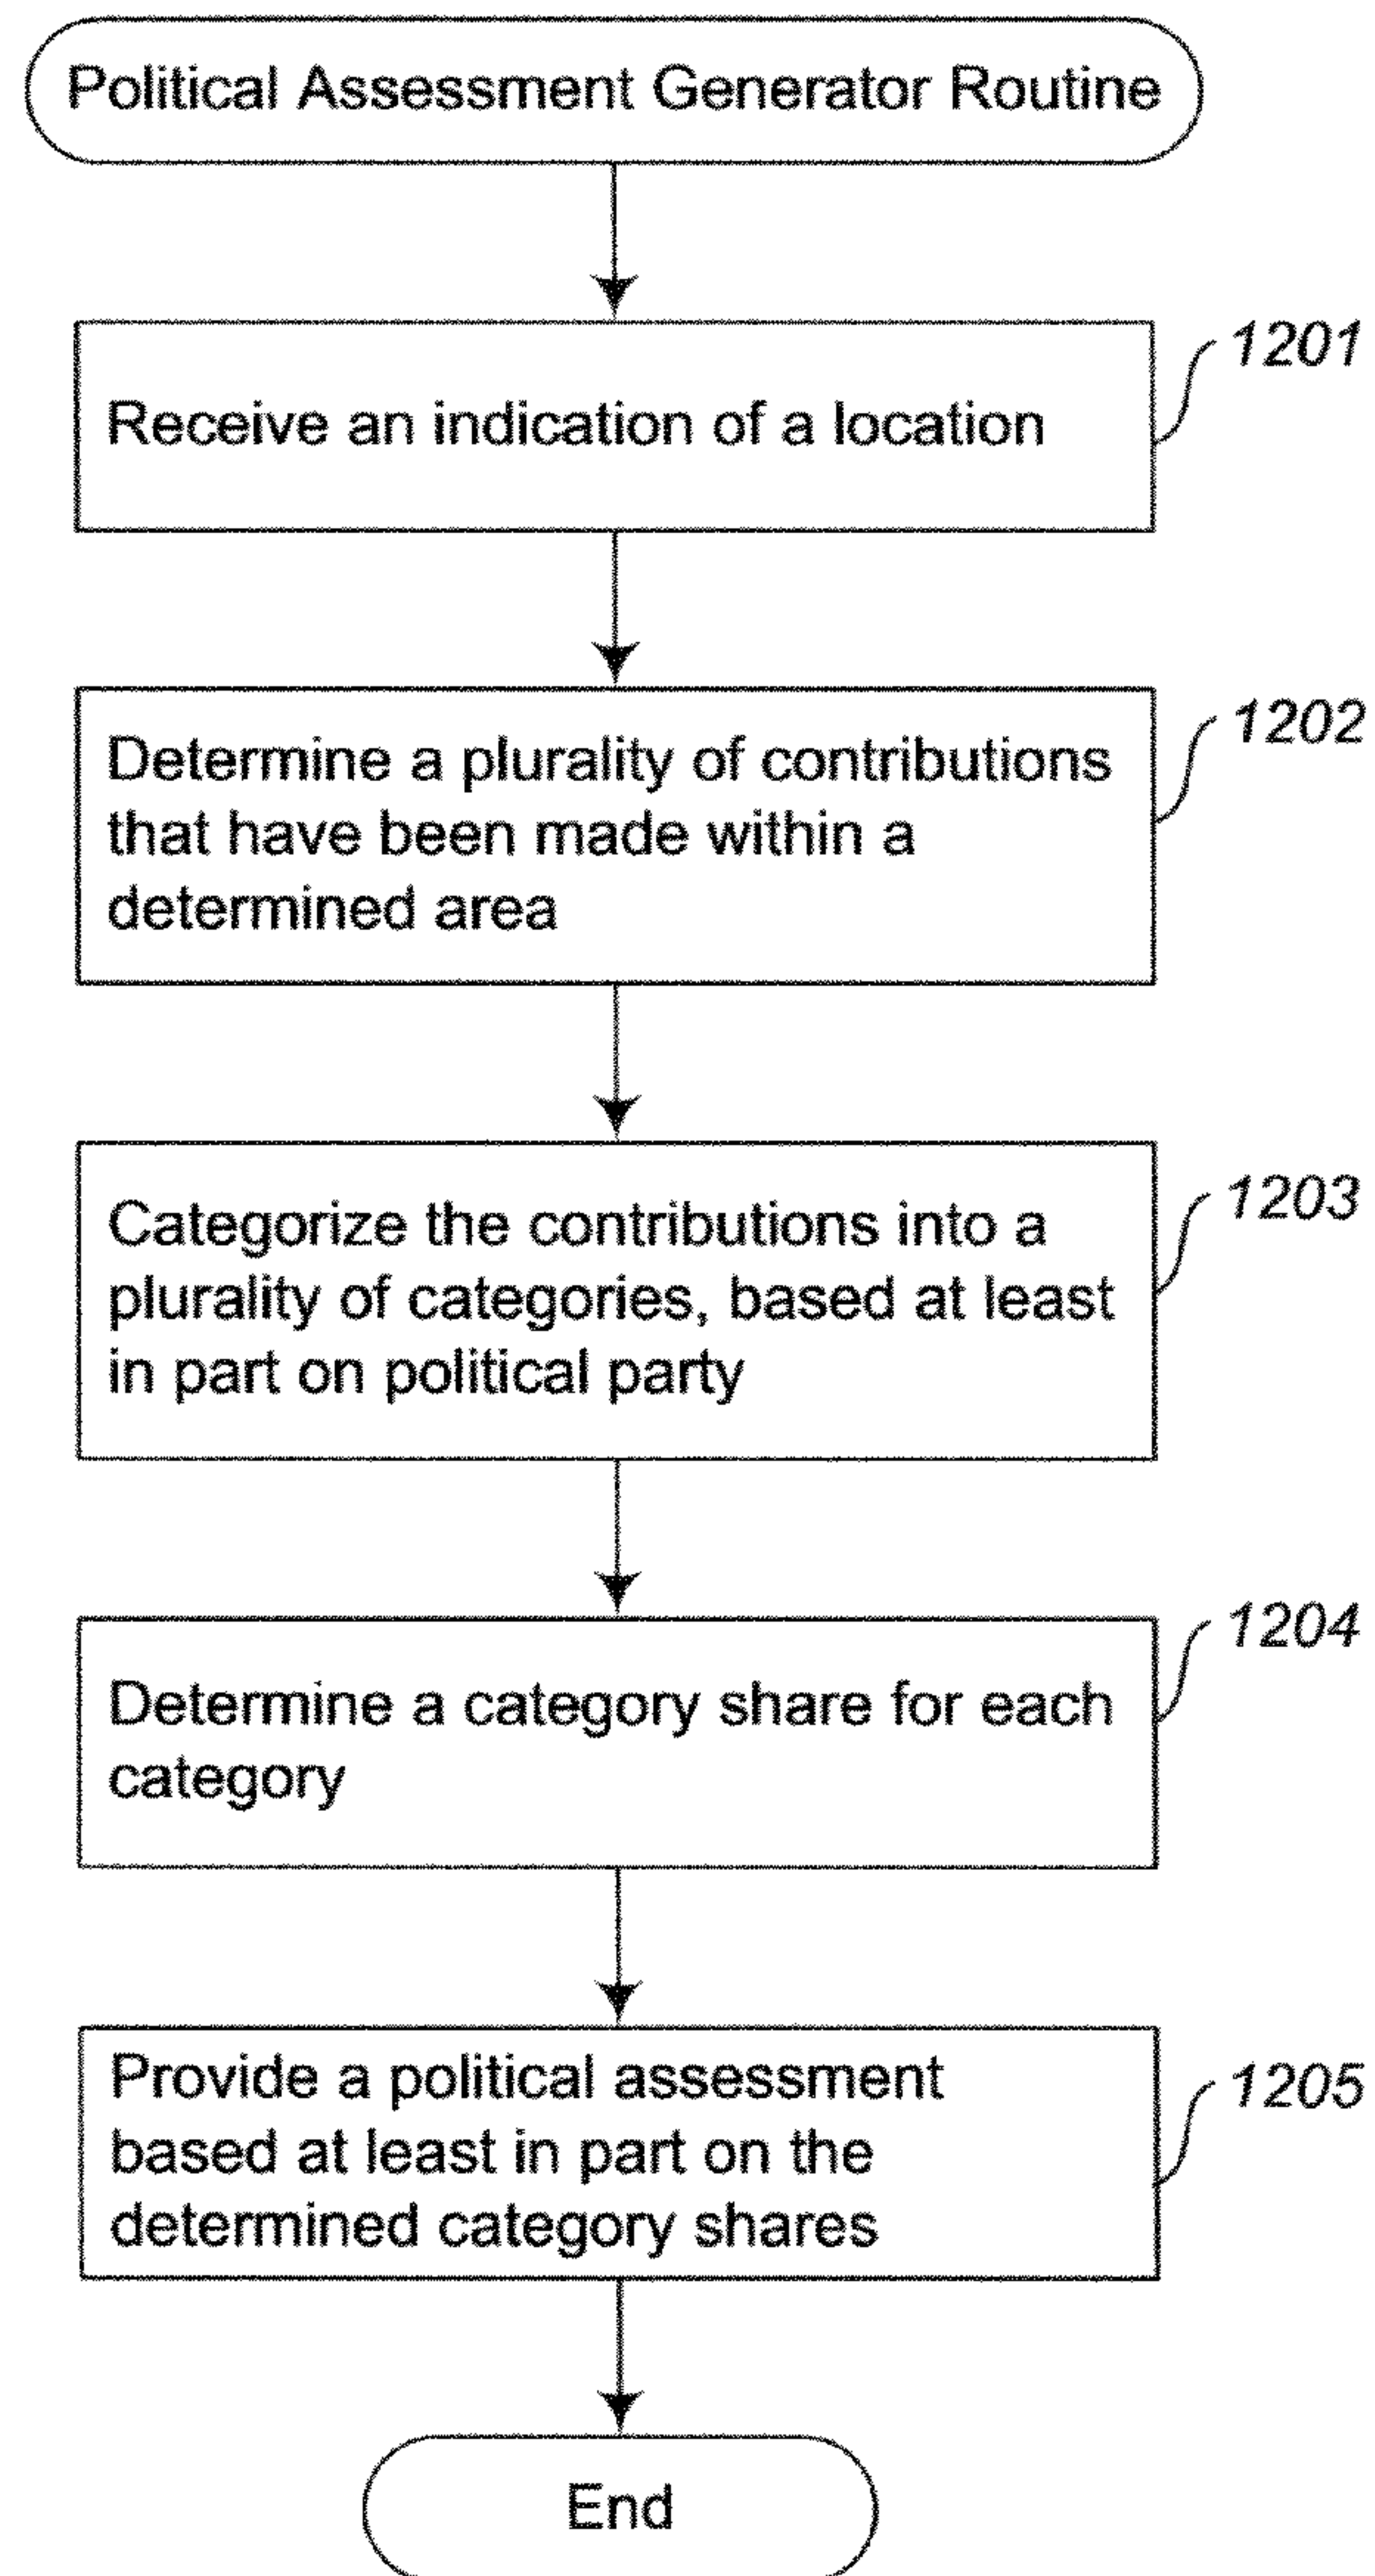 Political Assessment Generator Routine
1201
Receive an indication of a location
1202
Determine a plurality of contributions
that have been made within a
determined area
1203
Categorize the contributions into a
plurality of categories, based at least
in part on political party
1204
Determine a category share for each
category
1205
Provide a political assessment
based at least in part on the
determined category shares
End